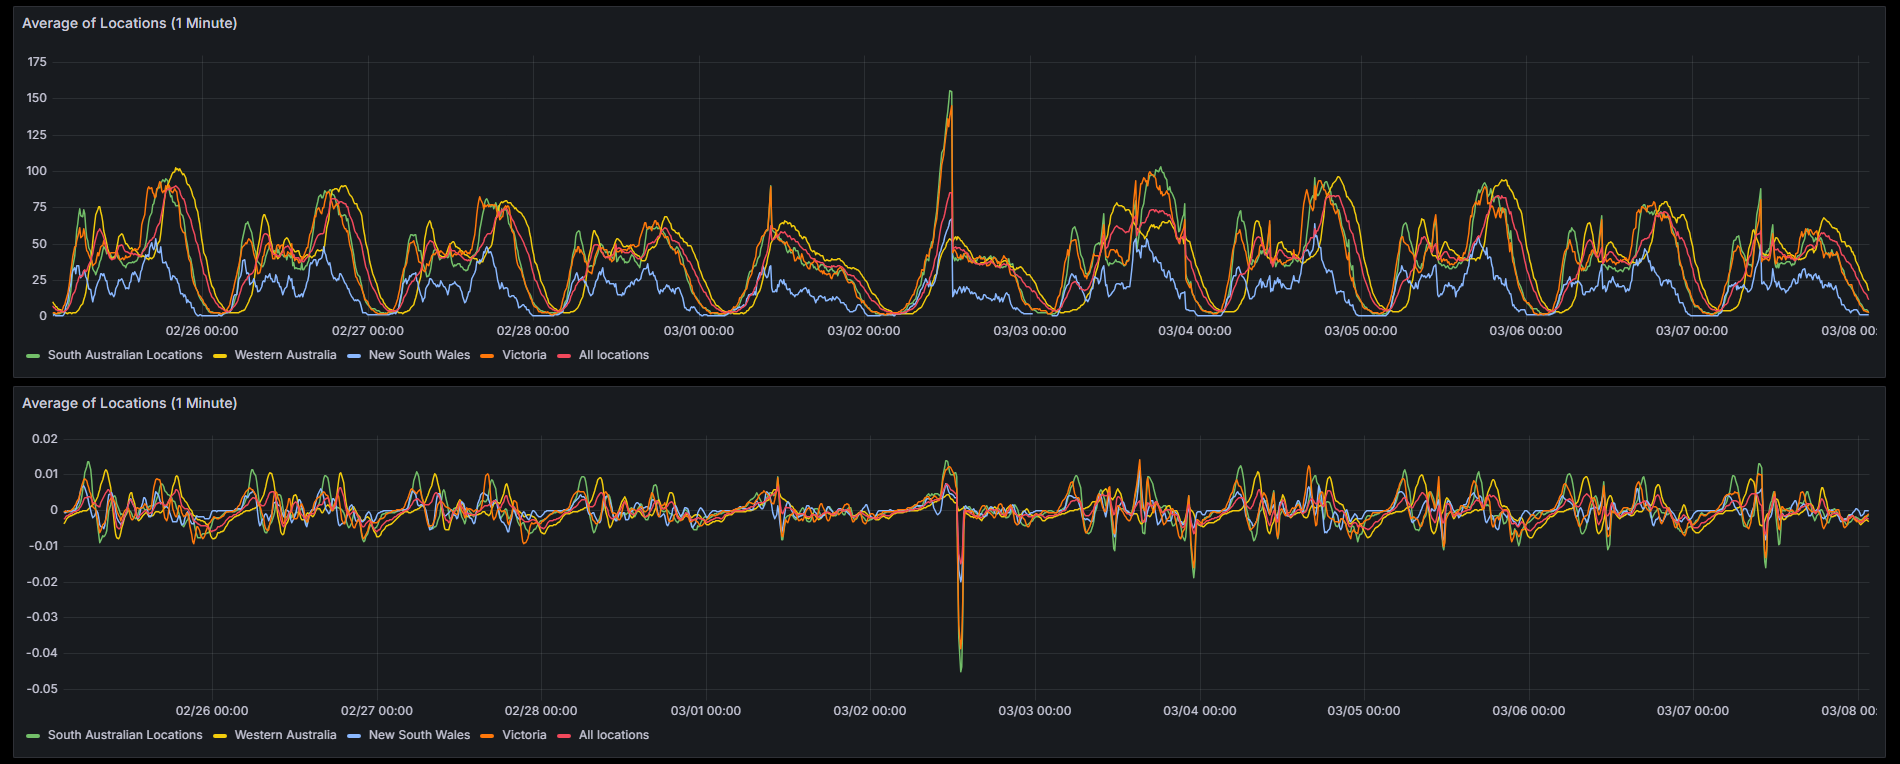 Average of Locations (1 Minute)
175
150
125
100
75
50
25
0
02/26 00:00 02/27 00:00 02/28 00:00 03/01 00:00 03/02 00:00 03/03 00:00 03/04 00:00 03/05 00:00 03/06 00:00 03/07 00:00 03/08 00:
South Australian Locations Western Australia New South Wales Victoria All locations
Average of Locations (1 Minute)
0.02
0.01
0
-0.01
-0.02
-0.03
-0.04
-0.05
02/26 00:00 02/27 00:00 02/28 00:00 03/01 00:00 03/02 00:00 03/03 00:00 03/04 00:00 03/05 00:00 03/06 00:00 03/07 00:00 03/08 00:
South Australian Locations Western Australia New South Wales Victoria All locations